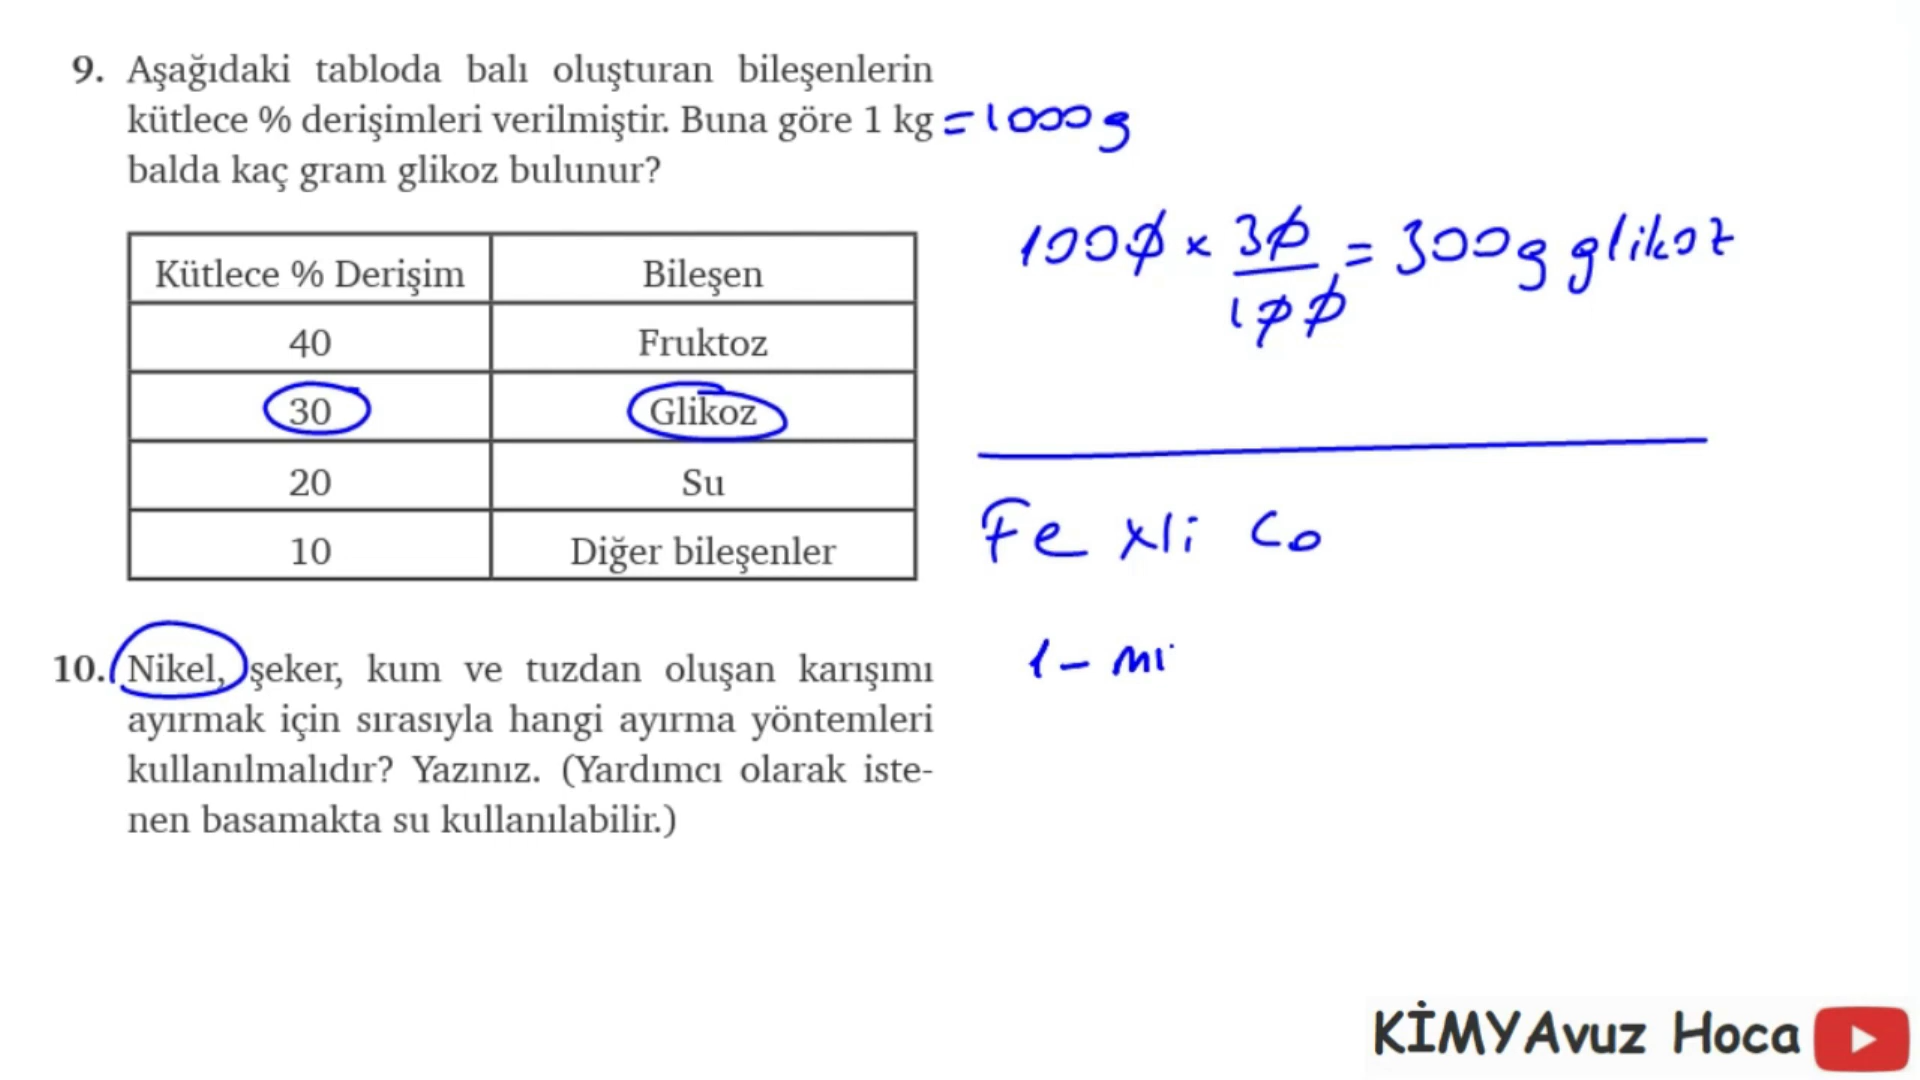 9. Aşağıdaki tabloda balı oluşturan bileşenlerin
kütlece % derişimleri verilmiştir. Buna göre 1 kg = 1000 g
balda kaç gram glikoz bulunur?
1000 x 30/100 = 300g glikoz
Kütlece % Derişim Bileşen
40 Fruktoz
30 Glikoz
20 Su
10 Diğer bileşenler
Fe Co
10. Nikel, şeker, kum ve tuzdan oluşan karışımı
ayırmak için sırasıyla hangi ayırma yöntemleri
kullanılmalıdır? Yazınız. (Yardımcı olarak iste-
nen basamakta su kullanılabilir.)
1- mı
KİMYAvuz Hoca